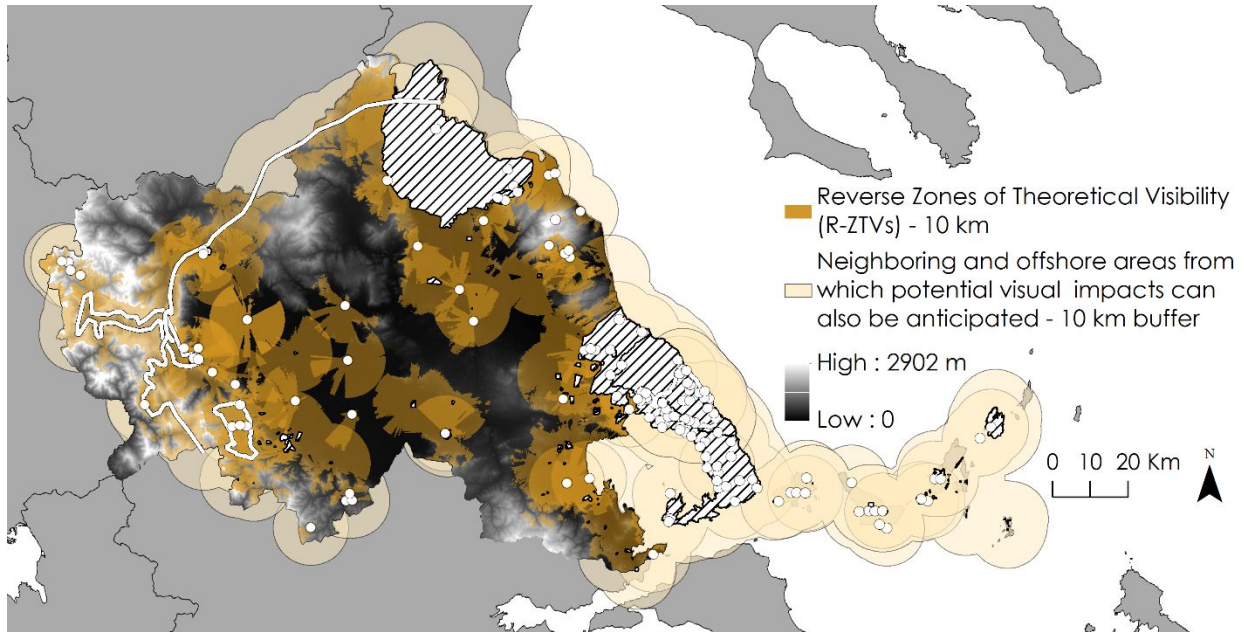 Reverse Zones of Theoretical Visibility
(R-ZTVs) - 10 km
Neighboring and offshore areas from
which potential visual impacts can
also be anticipated - 10 km buffer
High : 2902 m
Low : 0
0 10 20 Km
N